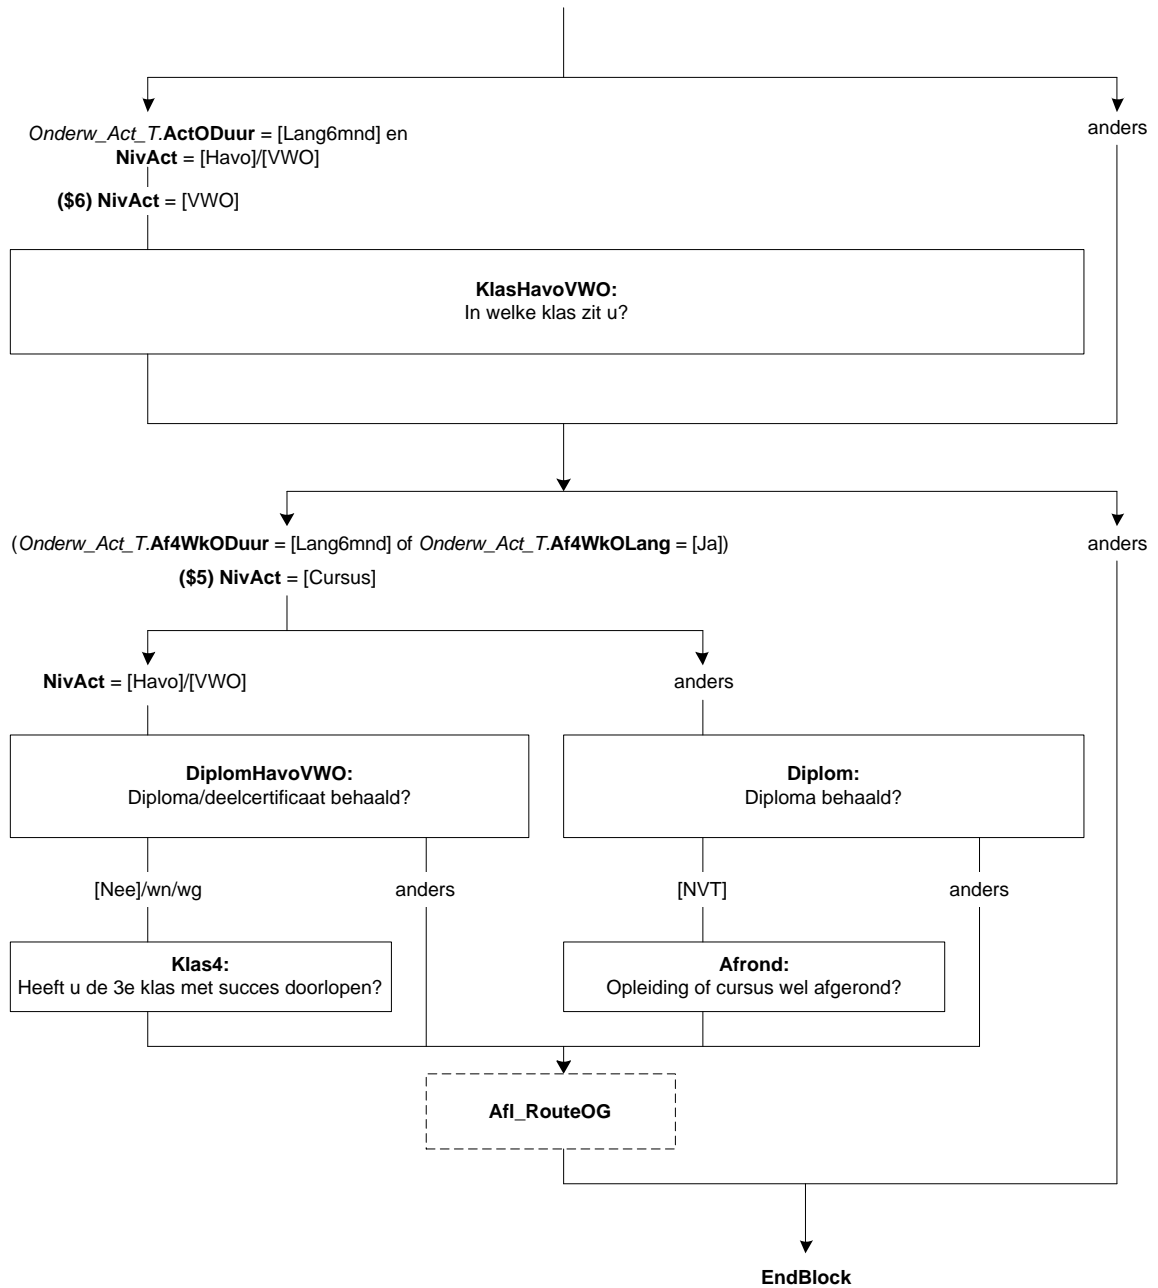 Onderw_Act_T.ActODuur = [Lang6mnd] en
NivAct = [Havo]/[VWO]
anders
($6) NivAct = [VWO]
KlasHavoVWO:
In welke klas zit u?
(Onderw_Act_T.Af4WkODuur = [Lang6mnd] of Onderw_Act_T.Af4WkOLang = [Ja])
anders
($5) NivAct = [Cursus]
NivAct = [Havo]/[VWO]
anders
DiplomHavoVWO:
Diploma/deelcertificaat behaald?
Diplom:
Diploma behaald?
[Nee]/wn/wg
anders
[NVT]
anders
Klas4:
Heeft u de 3e klas met succes doorlopen?
Afrond:
Opleiding of cursus wel afgerond?
Afl_RouteOG
EndBlock